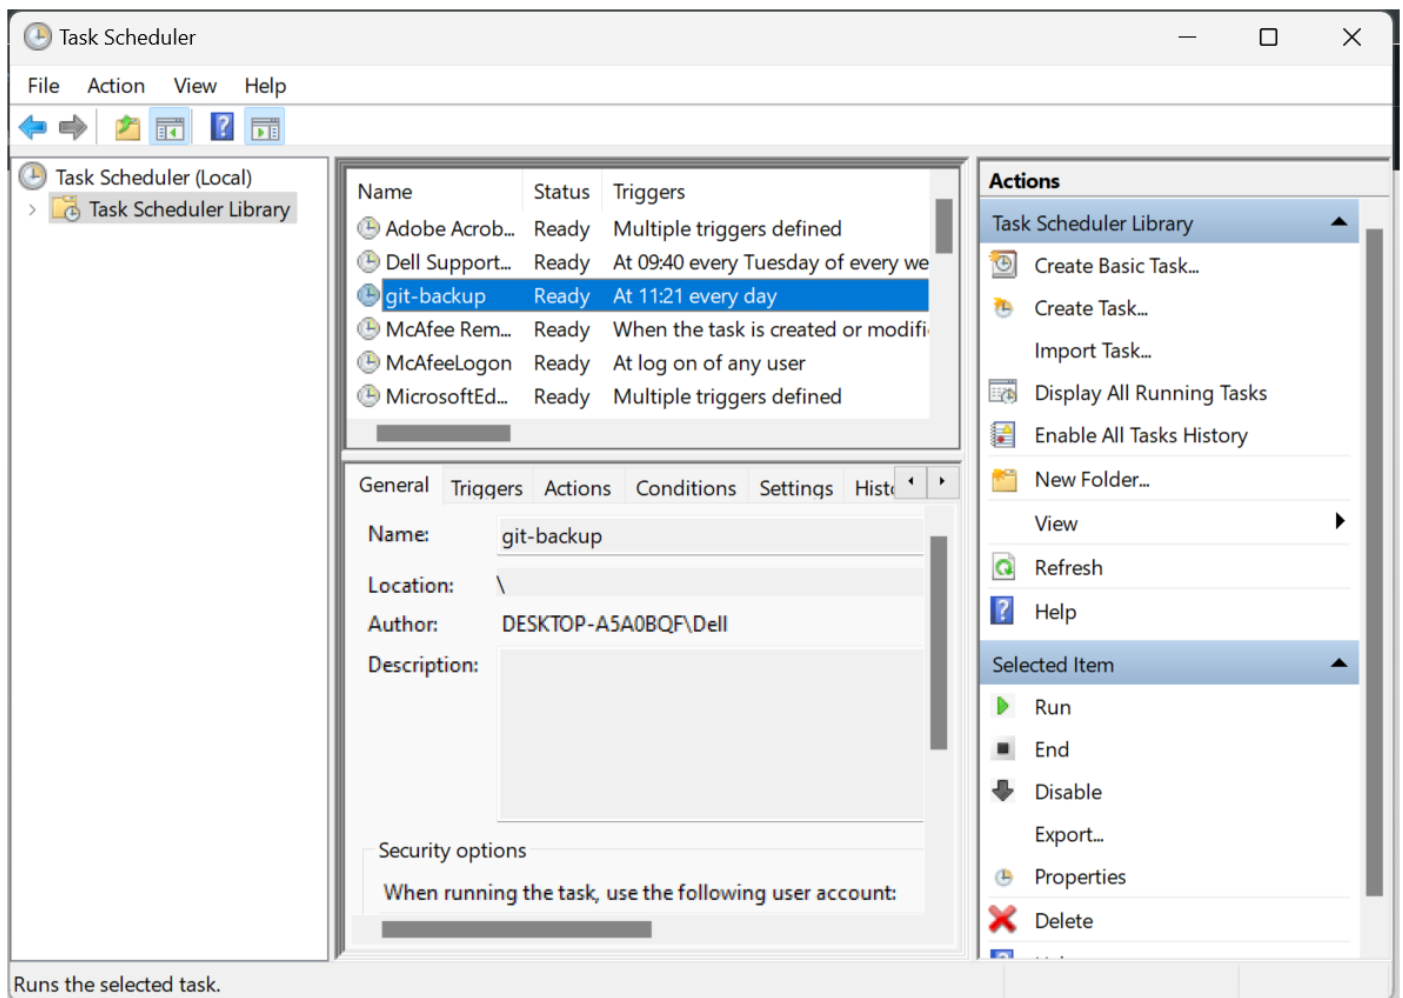 Task Scheduler
File Action View Help
Task Scheduler (Local)
Task Scheduler Library
Name Status Triggers
Adobe Acrob... Ready Multiple triggers defined
Dell Support... Ready At 09:40 every Tuesday of every we
git-backup Ready At 11:21 every day
McAfee Rem... Ready When the task is created or modifi
McAfeeLogon Ready At log on of any user
MicrosoftEd... Ready Multiple triggers defined
General Triggers Actions Conditions Settings Histo
Name: git-backup
Location: \
Author: DESKTOP-A5A0BQF\Dell
Description:
Security options
When running the task, use the following user account:
Actions
Task Scheduler Library
Create Basic Task...
Create Task...
Import Task...
Display All Running Tasks
Enable All Tasks History
New Folder...
View
Refresh
Help
Selected Item
Run
End
Disable
Export...
Properties
Delete
Runs the selected task.